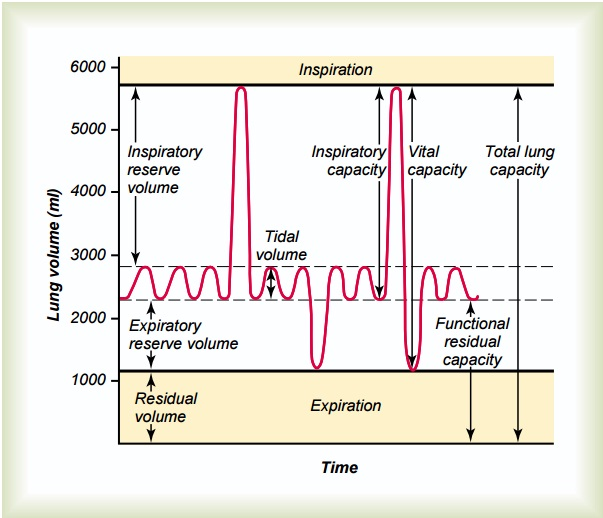 6000
Inspiration
5000
Inspiratory
reserve
volume
Inspiratory
capacity
Vital
capacity
Total lung
capacity
4000
Lung volume (ml)
3000
Tidal
volume
2000
Expiratory
reserve volume
Functional
residual
capacity
1000
Residual
volume
Expiration
Time